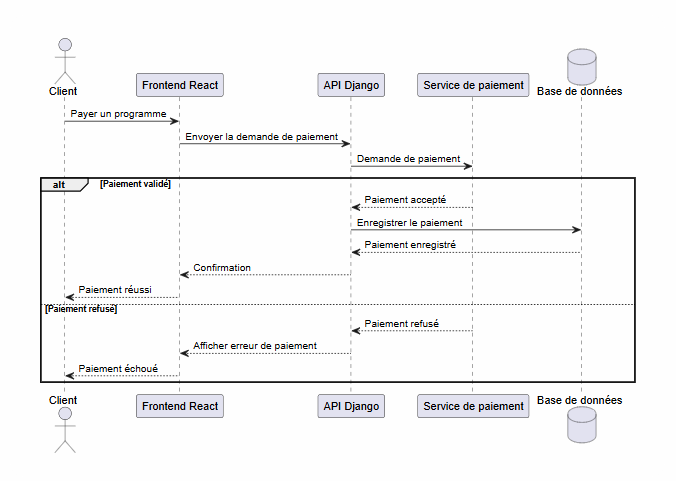 Client
Frontend React
API Django
Service de paiement
Base de données
Payer un programme
Envoyer la demande de paiement
Demande de paiement
alt
[Paiement validé]
Paiement accepté
Enregistrer le paiement
Paiement enregistré
Confirmation
Paiement réussi
[Paiement refusé]
Paiement refusé
Afficher erreur de paiement
Paiement échoué
Client
Frontend React
API Django
Service de paiement
Base de données